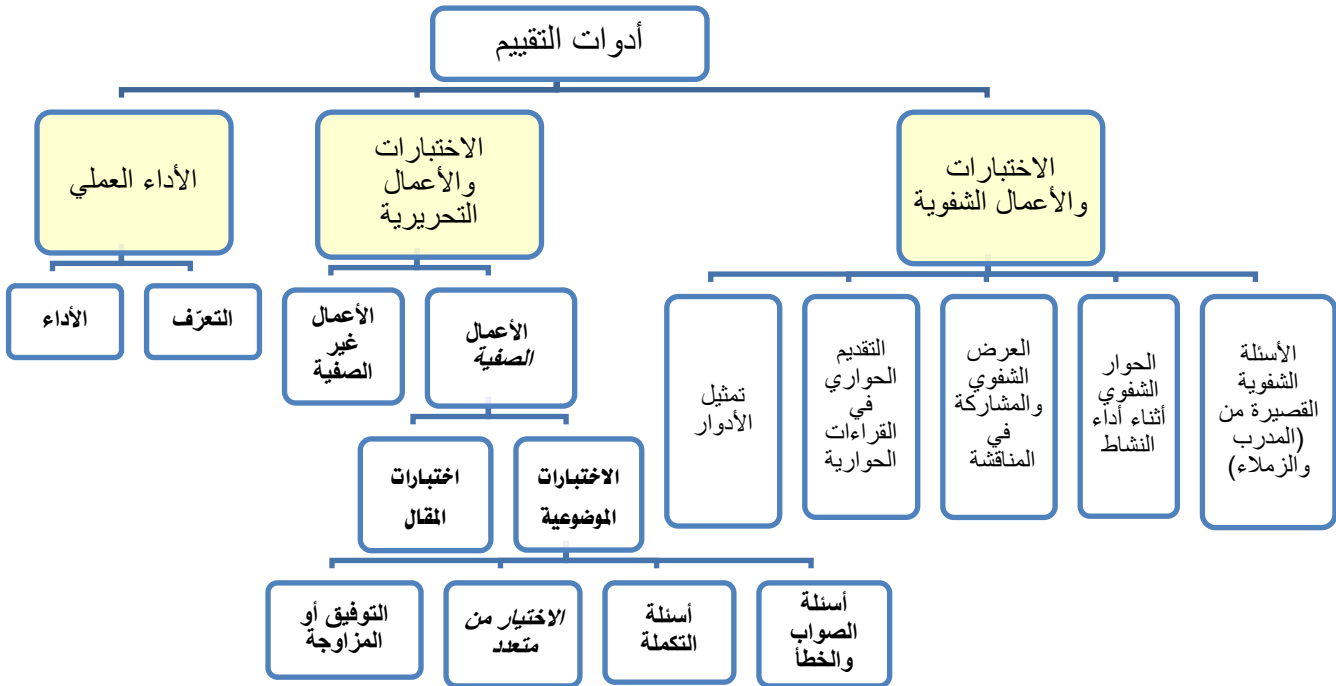 أدوات التقييم
الاختبارات
والأعمال الشفوية
الاختبارات
والأعمال
التحريرية
الأداء العملي
الأسئلة
الشفوية
القصيرة من
(المدرب
والزملاء)
الحوار
الشفوي
أثناء أداء
النشاط
العرض
الشفوي
والمشاركة
في
المناقشة
التقديم
الحواري
في
القراءات
الحوارية
تمثيل
الأدوار
الأعمال
الصفية
الأعمال
غير
الصفية
التعرّف
الأداء
الاختبارات
الموضوعية
اختبارات
المقال
أسئلة
الصواب
والخطأ
أسئلة
التكملة
الاختيار من
متعدد
التوفيق أو
المزاوجة